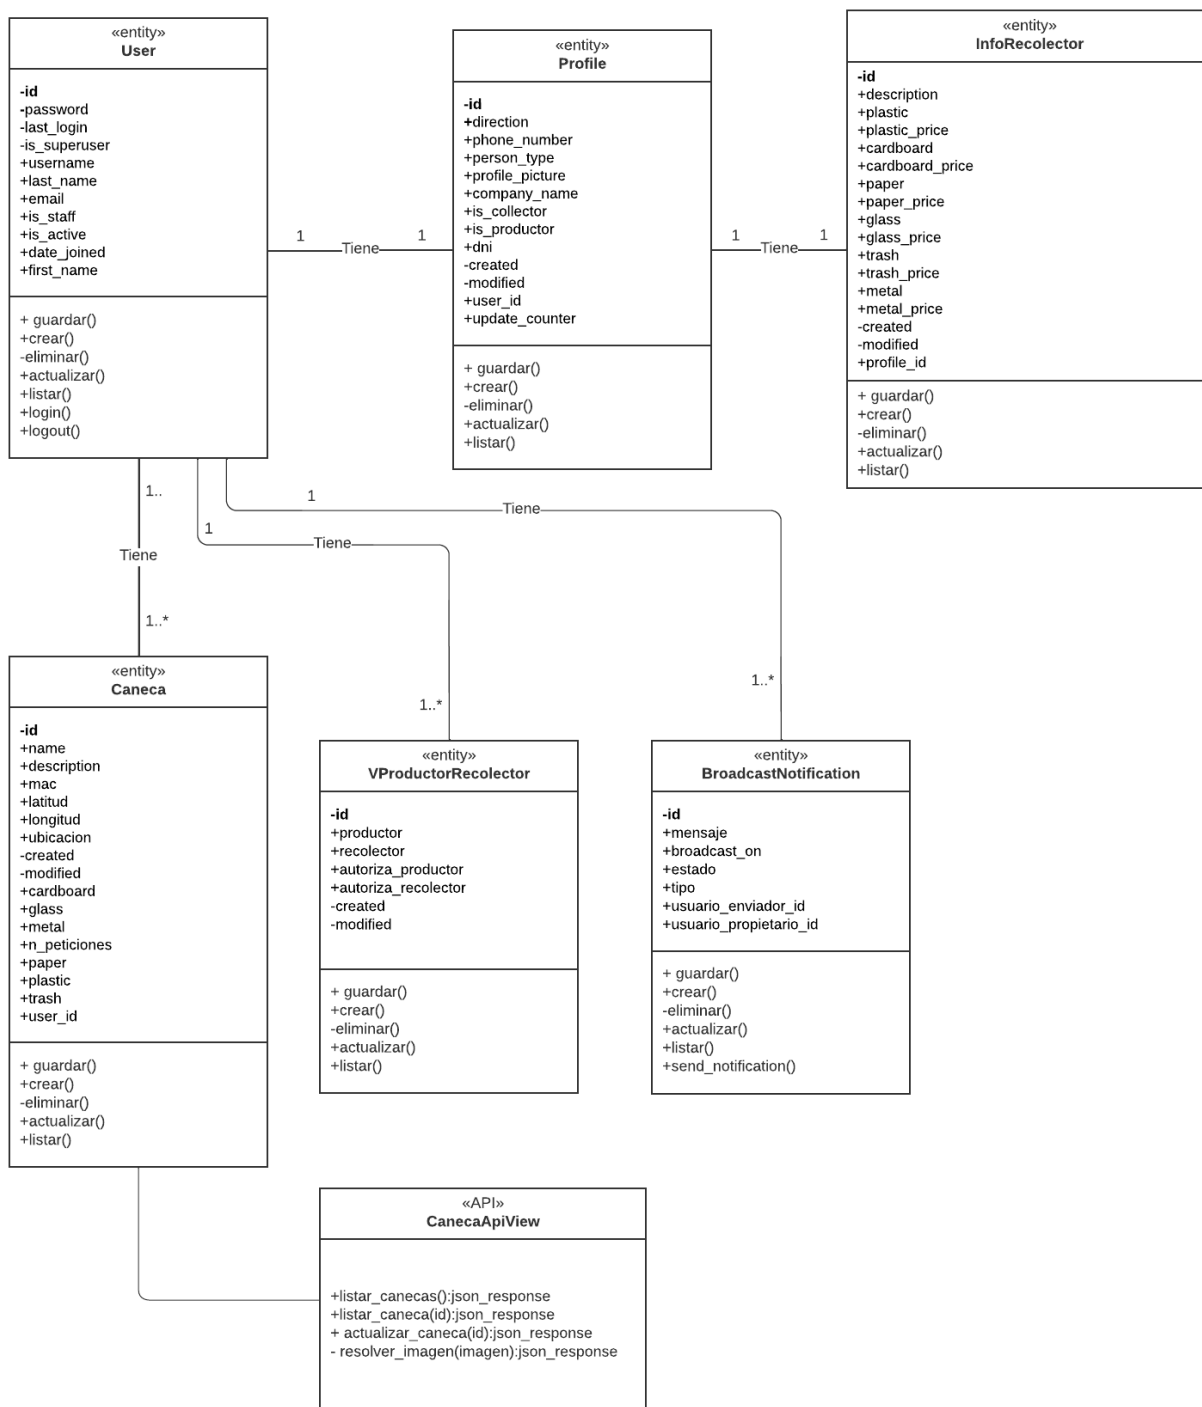 «entity»
User
-id
-password
-last_login
-is_superuser
+username
+last_name
+email
+is_staff
+is_active
+date_joined
+first_name
+ guardar()
+crear()
-eliminar()
+actualizar()
+listar()
+login()
+logout()
1
Tiene
1
«entity»
Profile
-id
+direction
+phone_number
+person_type
+profile_picture
+company_name
+is_collector
+is_productor
+dni
-created
-modified
+user_id
+update_counter
+ guardar()
+crear()
-eliminar()
+actualizar()
+listar()
1
Tiene
1
«entity»
InfoRecolector
-id
+description
+plastic
+plastic_price
+cardboard
+cardboard_price
+paper
+paper_price
+glass
+glass_price
+trash
+trash_price
+metal
+metal_price
-created
-modified
+profile_id
+ guardar()
+crear()
-eliminar()
+actualizar()
+listar()
1..
Tiene
1..*
1
Tiene
1..*
1
Tiene
1..*
«entity»
Caneca
-id
+name
+description
+mac
+latitud
+longitud
+ubicacion
-created
-modified
+cardboard
+glass
+metal
+n_peticiones
+paper
+plastic
+trash
+user_id
+ guardar()
+crear()
-eliminar()
+actualizar()
+listar()
«entity»
VProductorRecolector
-id
+productor
+recolector
+autoriza_productor
+autoriza_recolector
-created
-modified
+ guardar()
+crear()
-eliminar()
+actualizar()
+listar()
«entity»
BroadcastNotification
-id
+mensaje
+broadcast_on
+estado
+tipo
+usuario_enviador_id
+usuario_propietario_id
+ guardar()
+crear()
-eliminar()
+actualizar()
+listar()
+send_notification()
«API»
CanecaApiView
+listar_canecas():json_response
+listar_caneca(id):json_response
+ actualizar_caneca(id):json_response
- resolver_imagen(imagen):json_response